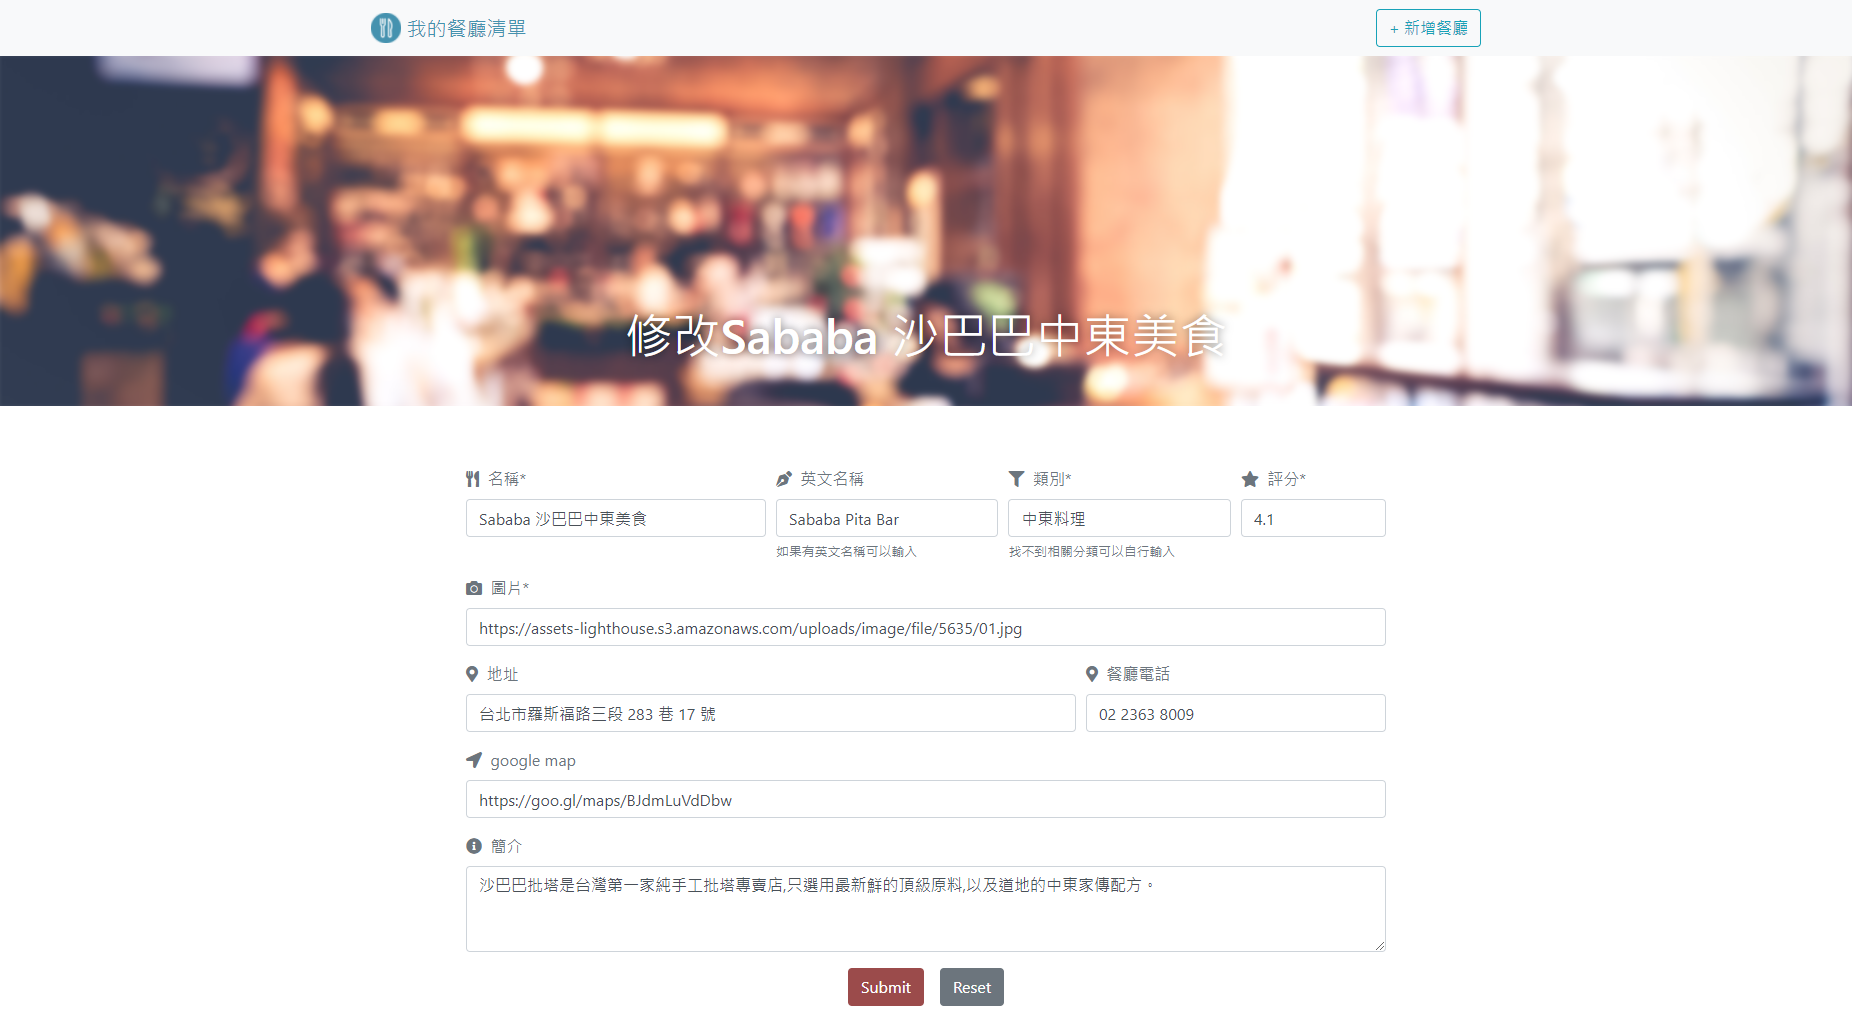 我的餐廳清單
+ 新增餐廳
修改Sababa 沙巴巴中東美食
名稱*
英文名稱
類別*
評分*
Sababa 沙巴巴中東美食
Sababa Pita Bar
中東料理
4.1
如果有英文名稱可以輸入
找不到相關分類可以自行輸入
圖片*
https://assets-lighthouse.s3.amazonaws.com/uploads/image/file/5635/01.jpg
地址
餐廳電話
台北市羅斯福路三段 283 巷 17 號
02 2363 8009
google map
https://goo.gl/maps/BJdmLuVdDbw
簡介
沙巴巴批塔是台灣第一家純手工批塔專賣店,只選用最新鮮的頂級原料,以及道地的中東家傳配方。
Submit
Reset